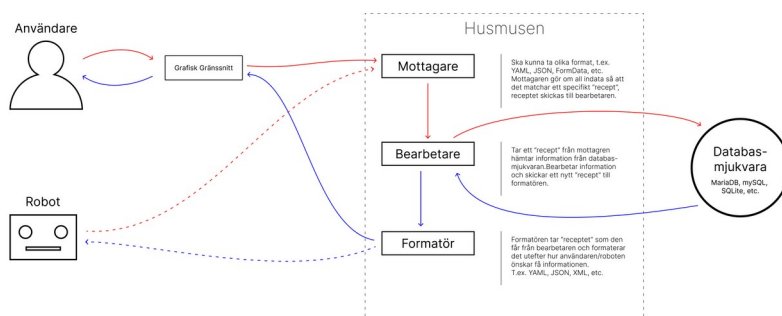 Husmusen
Användare
Grafisk Gränssnitt
Mottagare
Ska kunna ta olika format, t.ex.
YAML, JSON, FormData, etc.
Mottagaren gör om all indata så att
det matchar ett specifikt "recept",
receptet skickas till bearbetaren.
Bearbetare
Tar ett "recept" från mottagren
hämtar information från databas-
mjukvaran.Bearbetar information
och skickar ett nytt "recept" till
formatören.
Databas-
mjukvara
MariaDB, mySQL,
SQLite, etc.
Robot
Formatör
Formatören tar "receptet" som den
får från bearbetaren och formaterar
det utefter hur användaren/roboten
önskar få informationen.
T.ex. YAML, JSON, XML, etc.